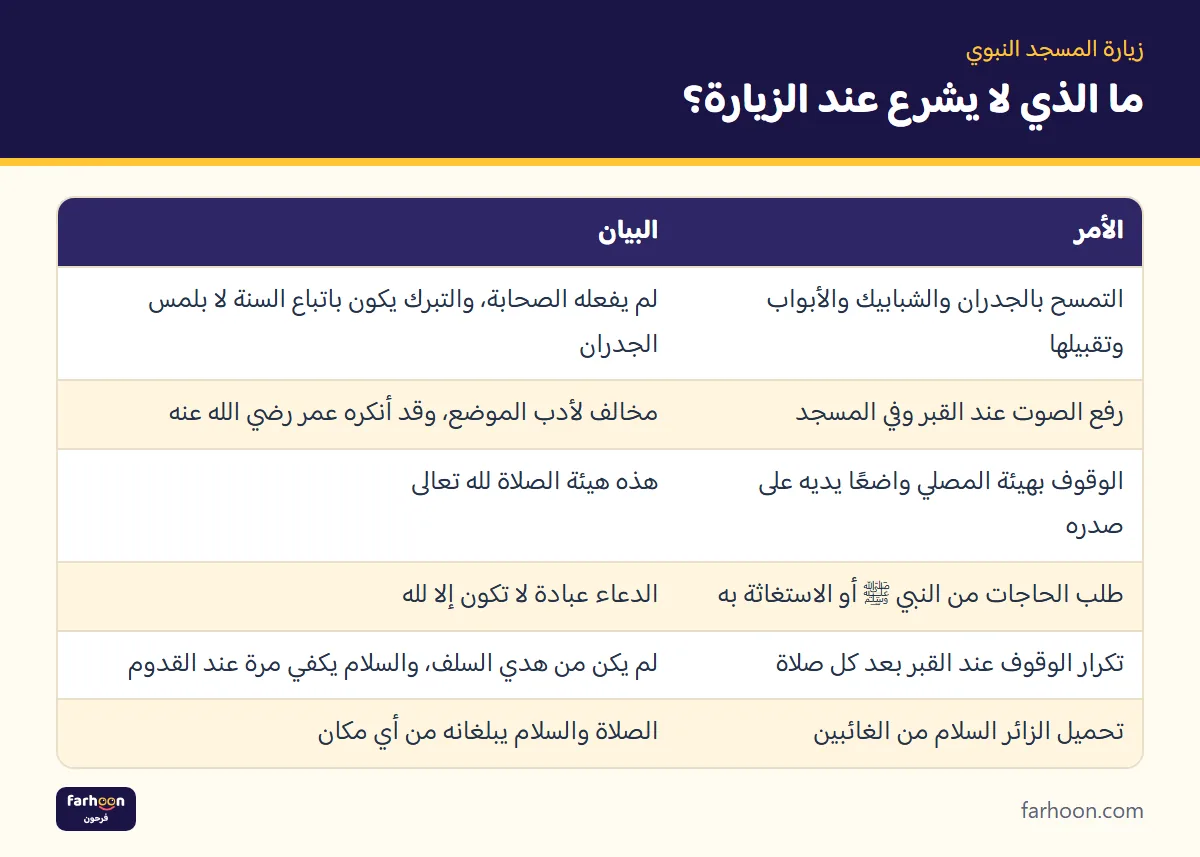 زيارة المسجد النبوي
ما الذي لا يشرع عند الزيارة؟
الأمر
البيان
التمسح بالجدران والشبابيك والأبواب
وتقبيلها
لم يفعله الصحابة، والتبرك يكون باتباع السنة لا بلمس
الجدران
رفع الصوت عند القبر وفي المسجد
مخالف لأدب الموضع، وقد أنكره عمر رضي الله عنه
الوقوف بهيئة المصلي واضعًا يديه على
صدره
هذه هيئة الصلاة لله تعالى
طلب الحاجات من النبي ﷺ أو الاستغاثة به
الدعاء عبادة لا تكون إلا لله
تكرار الوقوف عند القبر بعد كل صلاة
لم يكن من هدي السلف، والسلام يكفي مرة عند القدوم
تحميل الزائر السلام من الغائبين
الصلاة والسلام يبلغانه من أي مكان
farhoon.com
farhoon
فرحون